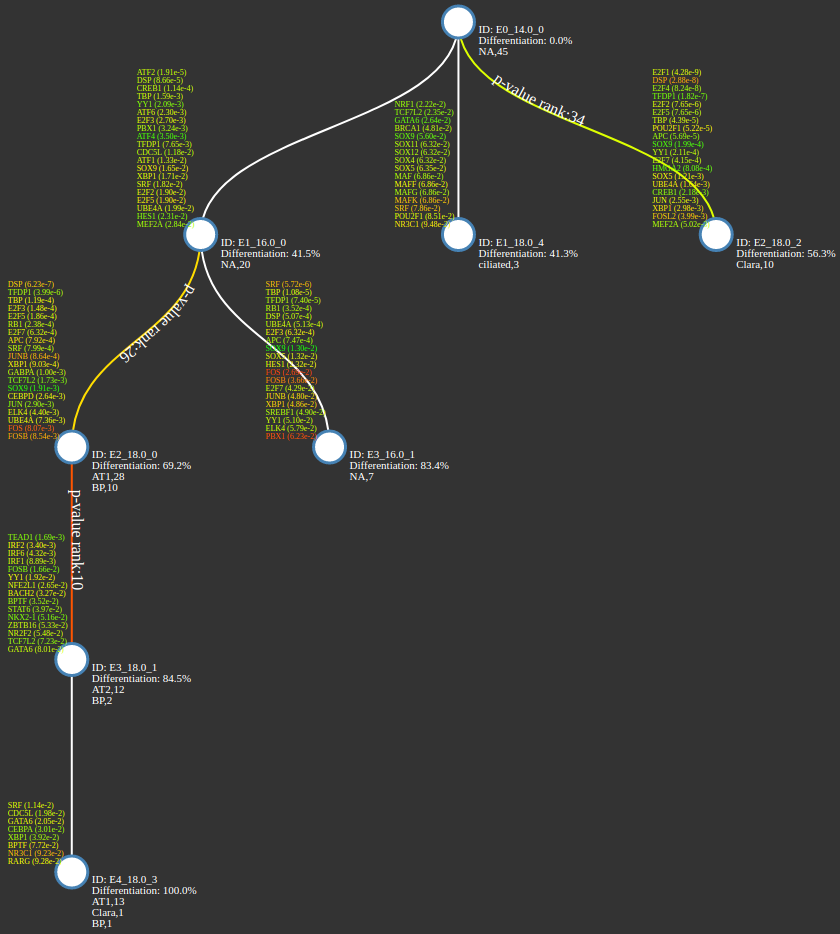 ID: E0_14.0_0
Differentiation: 0.0%
NA,45
p-value rank:34
ATF2 (1.91e-5)
DSP (8.66e-5)
CREB1 (1.14e-4)
TBP (1.59e-3)
YY1 (2.09e-3)
ATF6 (2.30e-3)
E2F3 (2.70e-3)
PBX1 (3.24e-3)
ATF4 (3.50e-3)
TFDP1 (7.65e-3)
CDC5L (1.18e-2)
ATF1 (1.33e-2)
SOX9 (1.65e-2)
XBP1 (1.71e-2)
SRF (1.82e-2)
E2F2 (1.90e-2)
E2F5 (1.90e-2)
UBE4A (1.99e-2)
HES1 (2.31e-2)
MEF2A (2.84e-
ID: E1_16.0_0
Differentiation: 41.5%
NA,20
NRF1 (2.22e-2)
TCF7L2 (2.35e-2)
GATA6 (2.64e-2)
BRCA1 (4.81e-2)
SOX9 (5.60e-2)
SOX11 (6.32e-2)
SOX12 (6.32e-2)
SOX4 (6.32e-2)
SOX5 (6.35e-2)
MAF (6.86e-2)
MAFF (6.86e-2)
MAFG (6.86e-2)
MAFK (6.86e-2)
SRF (7.86e-2)
POU2F1 (8.51e-2)
NR3C1 (9.48e-
ID: E1_18.0_4
Differentiation: 41.3%
ciliated,3
E2F1 (4.28e-9)
DSP (2.88e-8)
E2F4 (8.24e-8)
TFDP1 (1.82e-7)
E2F2 (7.65e-6)
E2F5 (7.65e-6)
TBP (4.39e-5)
POU2F1 (5.22e-5)
APC (5.69e-5)
SOX9 (1.99e-4)
YY1 (2.11e-4)
E2F7 (4.15e-4)
HMGA2 (8.08e-4)
SOX5 (1.21e-3)
UBE4A
CREB1
JUN (2.55e-3)
XBP1 (2.98e-3)
FOSL2 (3.99e-3)
MEF2A (5.02e-
ID: E2_18.0_2
Differentiation: 56.3%
Clara,10
p-value rank:26
DSP (6.23e-7)
TFDP1 (3.99e-6)
TBP (1.19e-4)
E2F3 (1.48e-4)
E2F5 (1.86e-4)
RB1 (2.38e-4)
E2F7 (6.32e-4)
APC (7.92e-4)
SRF (7.99e-4)
JUNB (8.64e-4)
XBP1 (9.03e-4)
GABPA (1.00e-3)
TCF7L2 (1.73e-3)
SOX9 (1.91e-3)
CEBPD (2.64e-3)
JUN (2.90e-3)
ELK4 (4.40e-3)
UBE4A (7.36e-3)
FOS (8.07e-3)
FOSB (8.54e-3)
ID: E2_18.0_0
Differentiation: 69.2%
AT1,28
BP,10
SRF (5.72e-6)
TBP (1.08e-5)
TFDP1 (7.40e-5)
RB1 (3.52e-4)
DSP (5.07e-4)
UBE4A (5.13e-4)
E2F3 (6.32e-4)
APC (7.47e-4)
SOX9 (1.30e-2)
SOX5 (1.32e-2)
HES1
FOS
FOSB (3.60e-2)
E2F7 (4.29e-2)
JUNB (4.80e-2)
XBP1 (4.86e-2)
SREBF1 (4.90e-2)
YY1 (5.10e-2)
ELK4 (5.79e-2)
PBX1 (6.23e-2)
ID: E3_16.0_1
Differentiation: 83.4%
NA,7
p-value rank:10
TEAD1 (1.69e-3)
IRF2 (3.40e-3)
IRF6 (4.32e-3)
IRF1 (8.89e-3)
FOSB (1.66e-2)
YY1 (1.92e-2)
NFE2L1 (2.65e-2)
BACH2 (3.27e-2)
BPTF (3.52e-2)
STAT6 (3.97e-2)
NKX2-1 (5.16e-2)
ZBTB16 (5.33e-2)
NR2F2 (5.48e-2)
TCF7L2 (7.23e-2)
GATA6 (8.01e-2)
ID: E3_18.0_1
Differentiation: 84.5%
AT2,12
BP,2
SRF (1.14e-2)
CDC5L (1.98e-2)
GATA6 (2.05e-2)
CEBPA (3.01e-2)
XBP1 (3.92e-2)
BPTF (7.72e-2)
NR3C1 (9.23e-2)
RARG (9.28e-2)
ID: E4_18.0_3
Differentiation: 100.0%
AT1,13
Clara,1
BP,1